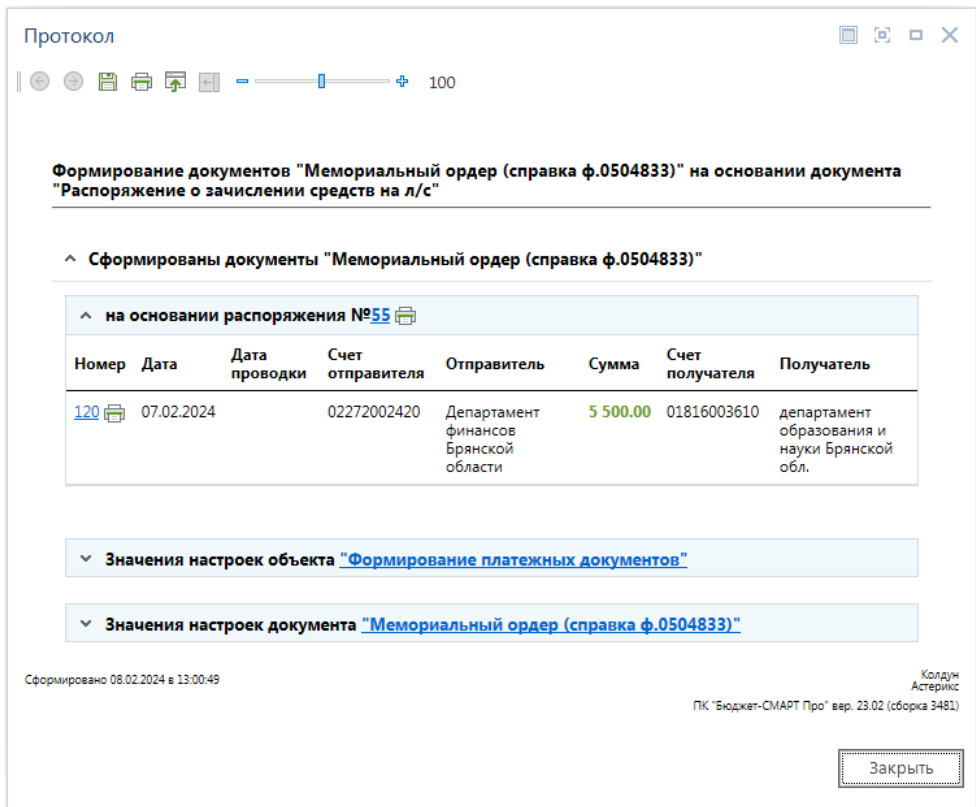 Протокол
100
Формирование документов "Мемориальный ордер (справка ф.0504833)" на основании документа
"Распоряжение о зачислении средств на л/с"
Сформированы документы "Мемориальный ордер (справка ф.0504833)"
на основании распоряжения №55
Номер Дата Дата проводки Счет отправителя Отправитель Сумма Счет получателя Получатель
120 07.02.2024 02272002420 Департамент финансов Брянской области 5 500.00 01816003610 департамент образования и науки Брянской обл.
Значения настроек объекта "Формирование платежных документов"
Значения настроек документа "Мемориальный ордер (справка ф.0504833)"
Сформировано 08.02.2024 в 13:00:49
Колдун
Астерикс
ПК "Бюджет-СМАРТ Про" вер. 23.02 (сборка 3481)
Закрыть